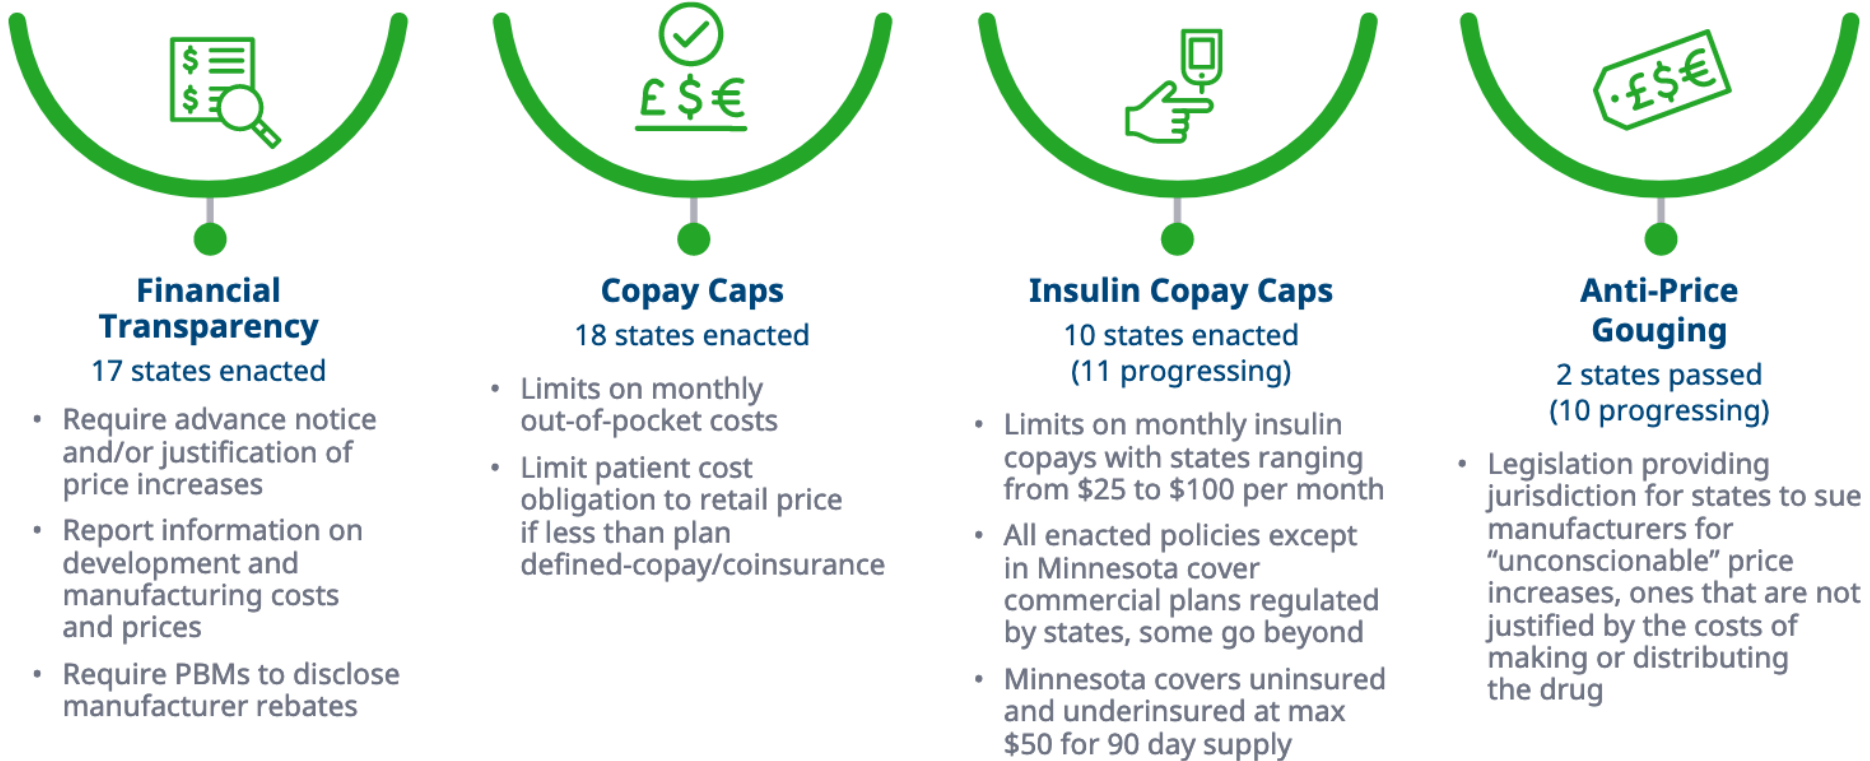 £ $ €
$
$
£$€
Financial
Transparency
17 states enacted
• Require advance notice
and/or justification of
price increases
• Report information on
development and
manufacturing costs
and prices
• Require PBMs to disclose
manufacturer rebates
Copay Caps
18 states enacted
• Limits on monthly
out-of-pocket costs
• Limit patient cost
obligation to retail price
if less than plan
defined-copay/coinsurance
Insulin Copay Caps
10 states enacted
(11 progressing)
• Limits on monthly insulin
copays with states ranging
from $25 to $100 per month
• All enacted policies except
in Minnesota cover
commercial plans regulated
by states, some go beyond
• Minnesota covers uninsured
and underinsured at max
$50 for 90 day supply
Anti-Price
Gouging
2 states passed
(10 progressing)
• Legislation providing
jurisdiction for states to sue
manufacturers for
“unconscionable” price
increases, ones that are not
justified by the costs of
making or distributing
the drug